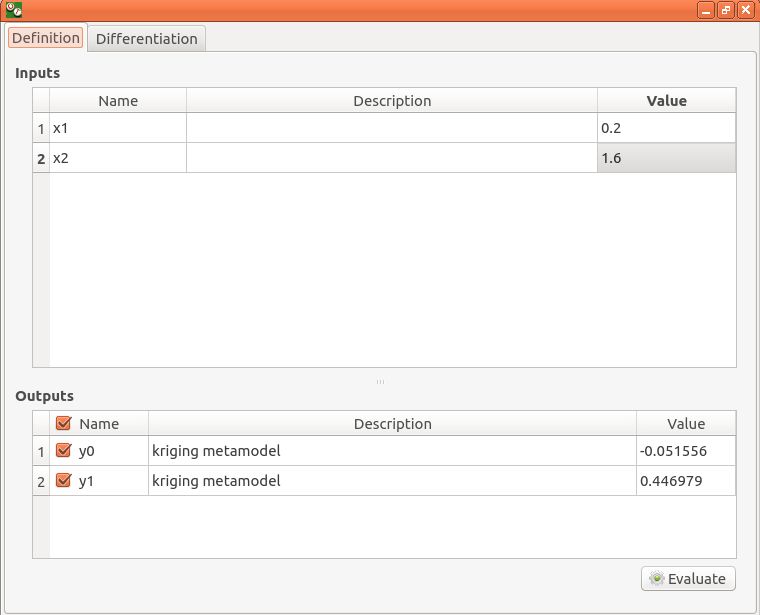 Definition Differentiation
Inputs
Name Description Value
1 x1 0.2
2 x2 1.6
Outputs
Name Description Value
1 y0 kriging metamodel -0.051556
2 y1 kriging metamodel 0.446979
Evaluate